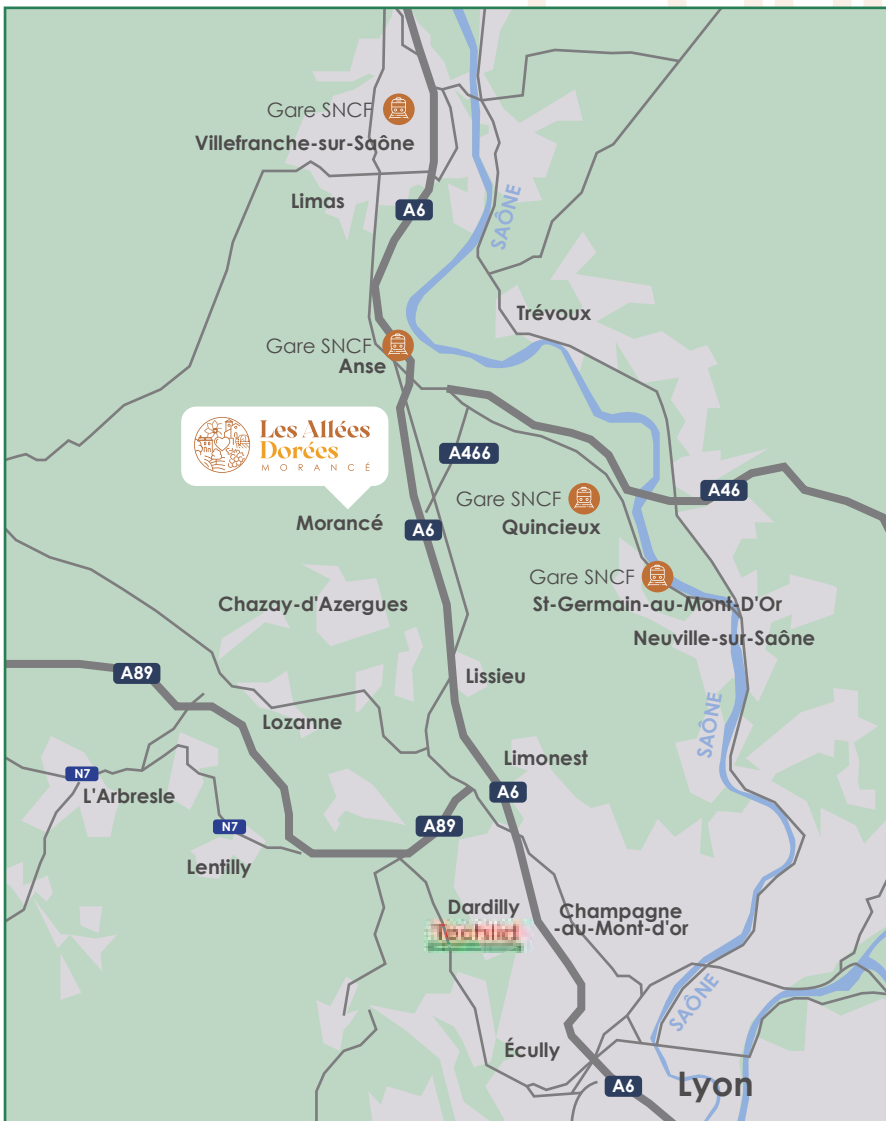 Gare SNCF
Villefranche-sur-Saône
Limas
A6
SAÔNE
Trévoux
Gare SNCF
Anse
Les Allées
Dorées
MORANCÉ
A466
A46
Gare SNCF
Morancé
A6
Quincieux
Gare SNCF
Chazay-d'Azergues
St-Germain-au-Mont-D'Or
Neuville-sur-Saône
A89
Lissieu
Lozanne
SAÔNE
Limonest
N7
L'Arbresle
A6
N7
A89
Lentilly
Dardilly
Champagne
-au-Mont-d'or
Techlid
SAÔNE
Écully
A6
Lyon